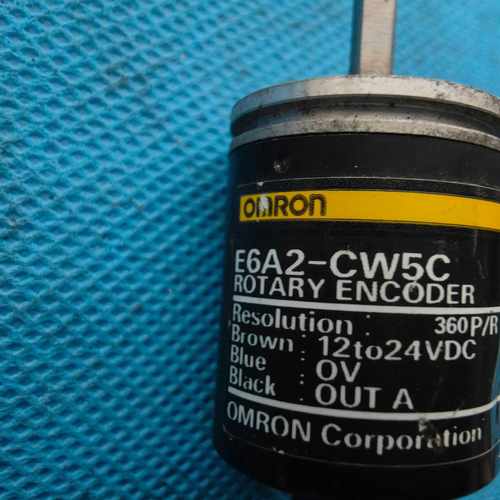 OMRON
E6A2-CW5C
ROTARY ENCODER
Resolution : 360P/R
Brown : 12to24VDC
Blue : 0V
Black : OUT A
OMRON Corporation